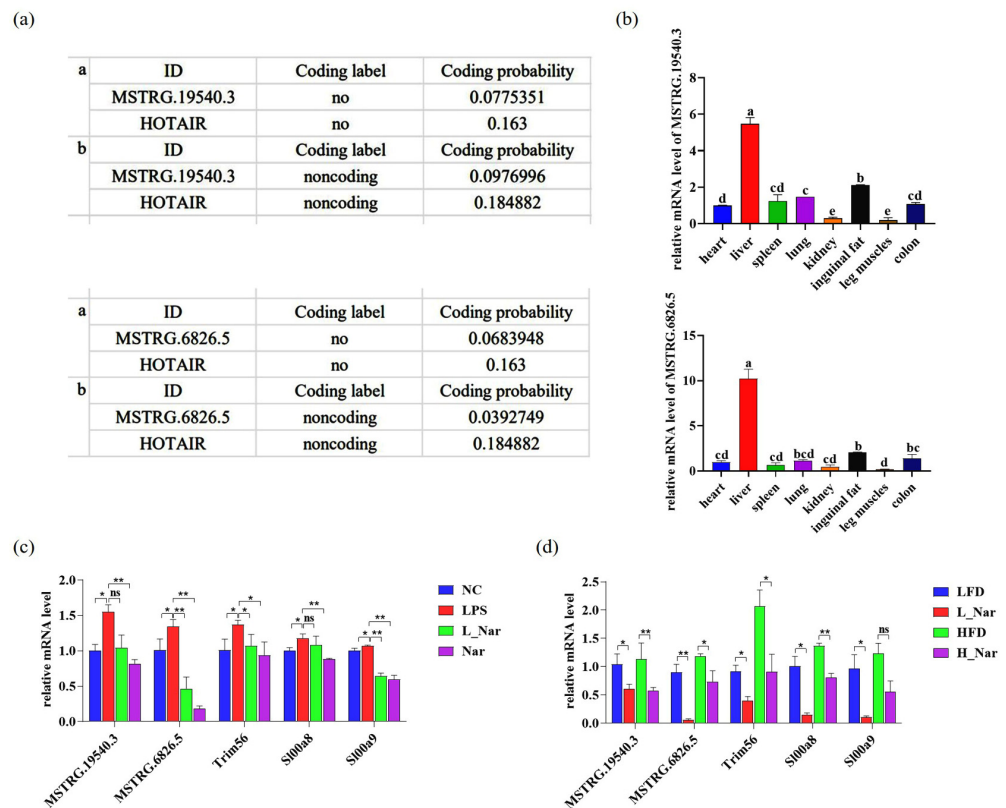 (a)
a ID Coding label Coding probability
MSTRG.19540.3 no 0.0775351
HOTAIR no 0.163
b ID Coding label Coding probability
MSTRG.19540.3 noncoding 0.0976996
HOTAIR noncoding 0.184882
a ID Coding label Coding probability
MSTRG.6826.5 no 0.0683948
HOTAIR no 0.163
b ID Coding label Coding probability
MSTRG.6826.5 noncoding 0.0392749
HOTAIR noncoding 0.184882
(b)
relative mRNA level of MSTRG.19540.3
8
6
4
2
0
d a cd c e b e cd
heart liver spleen lung kidney inguinal fat leg muscles colon
relative mRNA level of MSTRG.6826.5
15
10
5
0
cd a cd bcd cd b d bc
heart liver spleen lung kidney inguinal fat leg muscles colon
(c)
relative mRNA level
2.0
1.5
1.0
0.5
0.0
** ** * ** **
* ns * ** * * * ns * **
MSTRG.19540.3 MSTRG.6826.5 Trim56 Sl00a8 Sl00a9
NC
LPS
L_Nar
Nar
(d)
relative mRNA level
2.5
2.0
1.5
1.0
0.5
0.0
* ** ** * * * * ** * ns
MSTRG.19540.3 MSTRG.6826.5 Trim56 Sl00a8 Sl00a9
LFD
L_Nar
HFD
H_Nar